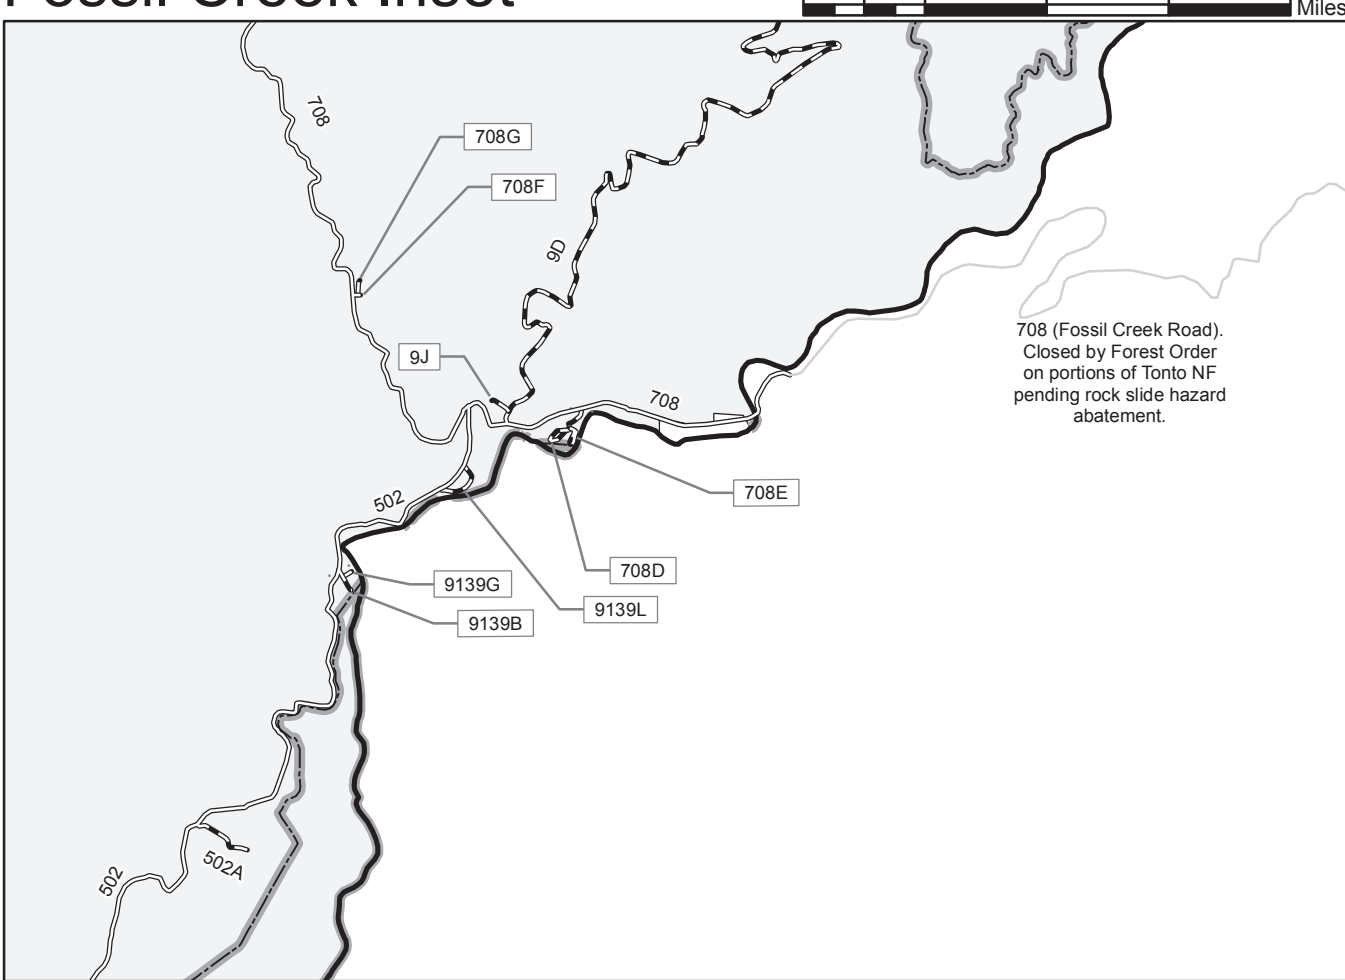 Fossil Creek Inset
Miles
708
708G
708F
9D
9J
708
708 (Fossil Creek Road).
Closed by Forest Order
on portions of Tonto NF
pending rock slide hazard
abatement.
708E
502
708D
9139G
9139L
9139B
502A
502